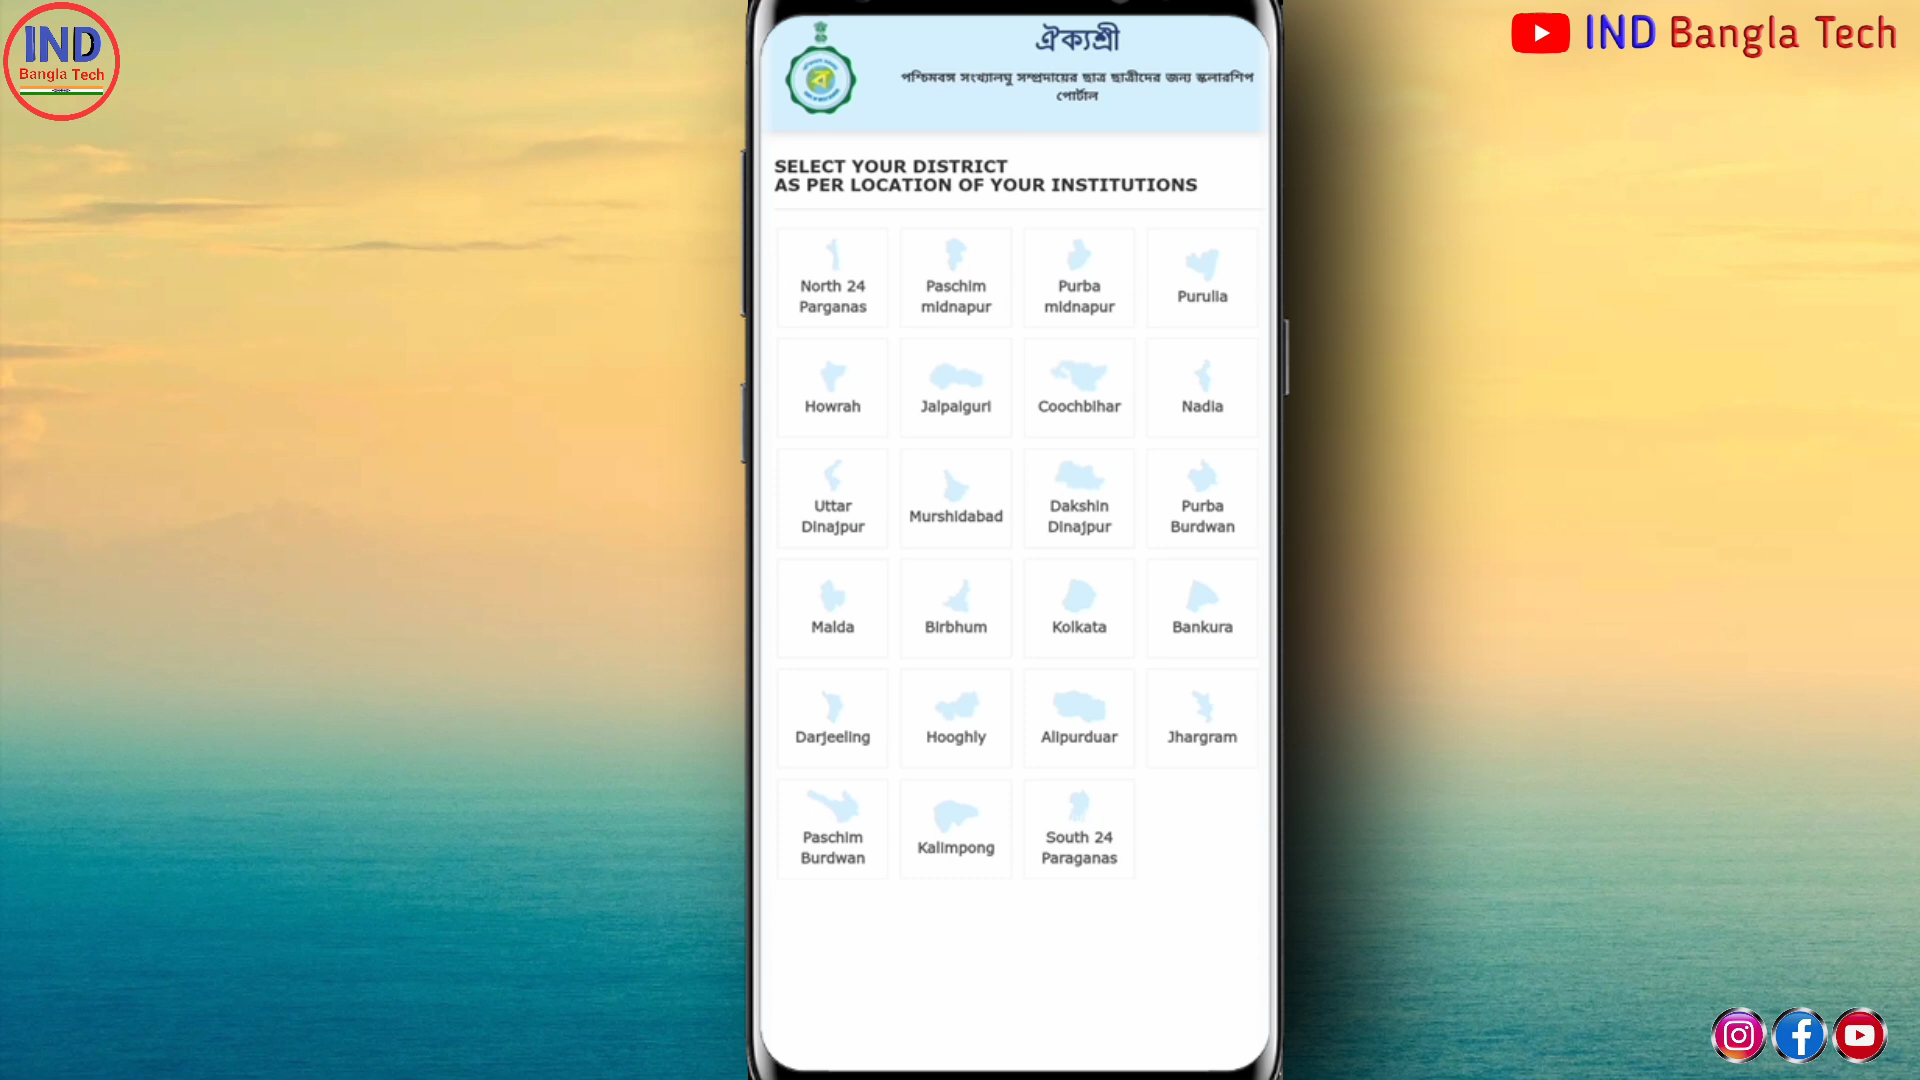 IND
Bangla Tech
IND Bangla Tech
ঐক্যশ্রী
পশ্চিমবঙ্গ সংখ্যালঘু সম্প্রদায়ের ছাত্র ছাত্রীদের জন্য স্কলারশিপ
পোর্টাল
SELECT YOUR DISTRICT
AS PER LOCATION OF YOUR INSTITUTIONS
North 24
Parganas
Paschim
midnapur
Purba
midnapur
Purulia
Howrah
Jalpaiguri
Coochbihar
Nadia
Uttar
Dinajpur
Murshidabad
Dakshin
Dinajpur
Purba
Burdwan
Malda
Birbhum
Kolkata
Bankura
Darjeeling
Hooghly
Alipurduar
Jhargram
Paschim
Burdwan
Kalimpong
South 24
Paraganas